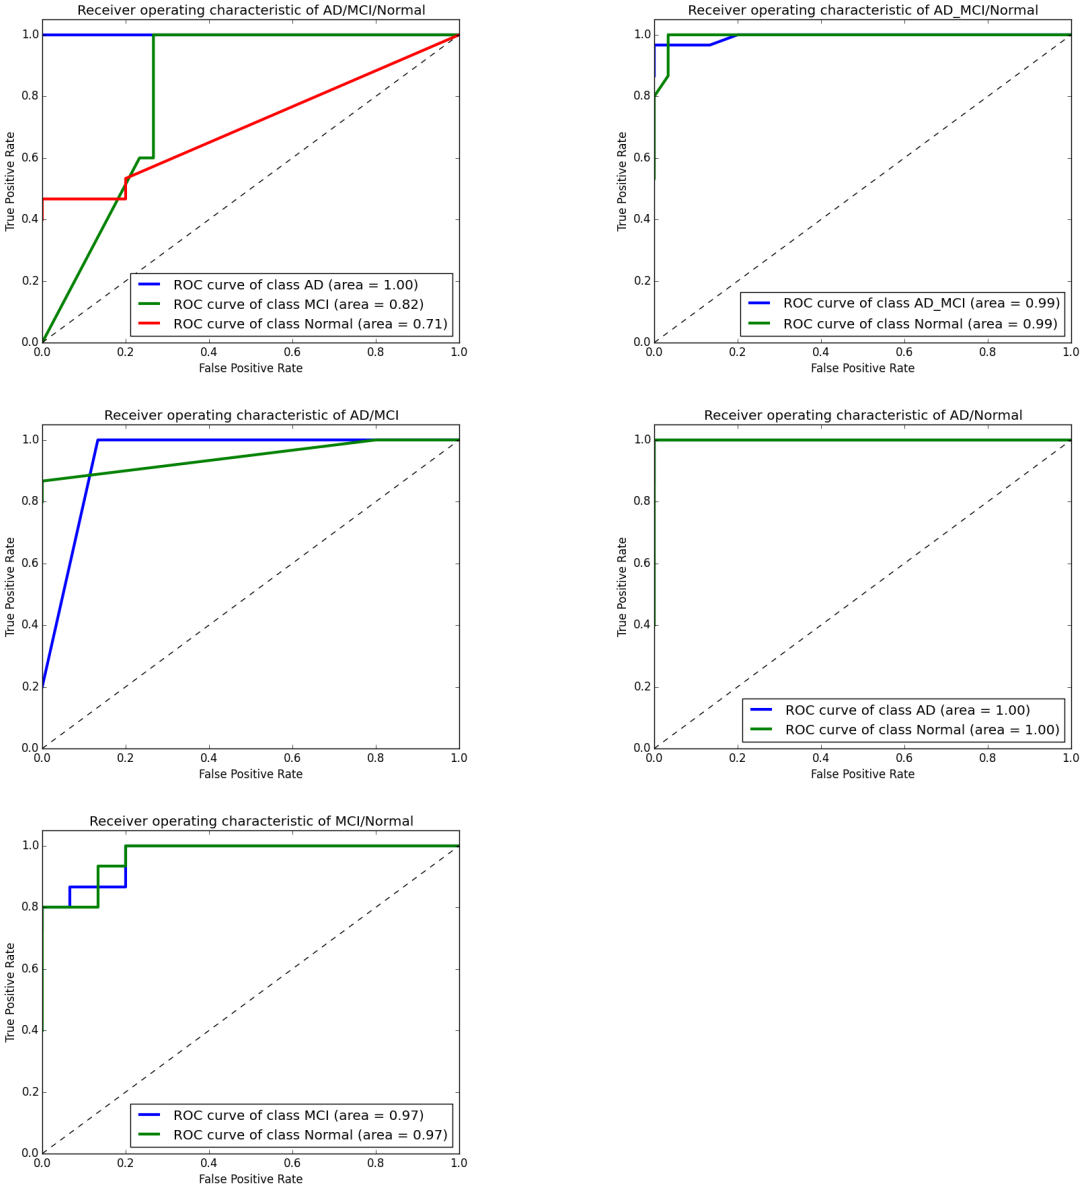 Receiver operating characteristic of AD/MCI/Normal
1.0
0.8
0.6
0.4
0.2
0.0
True Positive Rate
ROC curve of class AD (area = 1.00)
ROC curve of class MCI (area = 0.82)
ROC curve of class Normal (area = 0.71)
0.0 0.2 0.4 0.6 0.8 1.0
False Positive Rate
Receiver operating characteristic of AD_MCI/Normal
1.0
0.8
0.6
0.4
0.2
0.0
True Positive Rate
ROC curve of class AD_MCI (area = 0.99)
ROC curve of class Normal (area = 0.99)
0.0 0.2 0.4 0.6 0.8 1.0
False Positive Rate
Receiver operating characteristic of AD/MCI
1.0
0.8
0.6
0.4
0.2
0.0
True Positive Rate
0.0 0.2 0.4 0.6 0.8 1.0
False Positive Rate
Receiver operating characteristic of AD/Normal
1.0
0.8
0.6
0.4
0.2
0.0
True Positive Rate
ROC curve of class AD (area = 1.00)
ROC curve of class Normal (area = 1.00)
0.0 0.2 0.4 0.6 0.8 1.0
False Positive Rate
Receiver operating characteristic of MCI/Normal
1.0
0.8
0.6
0.4
0.2
0.0
True Positive Rate
ROC curve of class MCI (area = 0.97)
ROC curve of class Normal (area = 0.97)
0.0 0.2 0.4 0.6 0.8 1.0
False Positive Rate